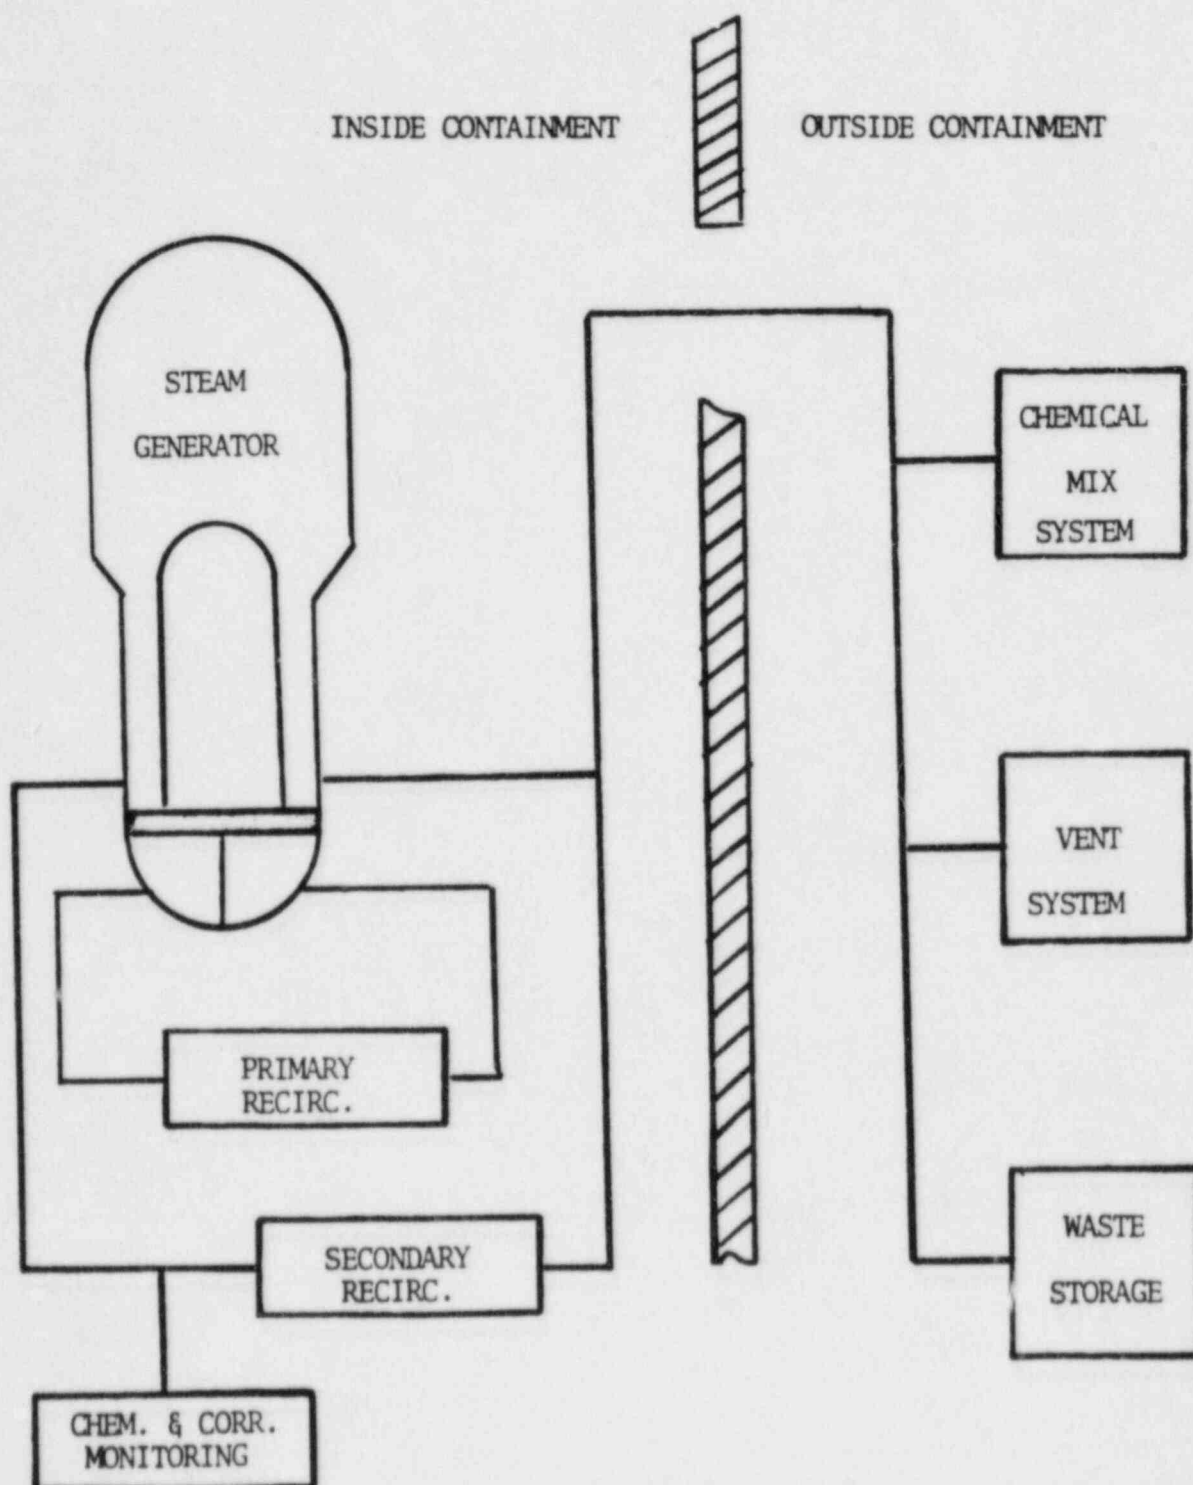 INSIDE CONTAINMENT
OUTSIDE CONTAINMENT
STEAM
GENERATOR
CHEMICAL
MIX
SYSTEM
VENT
SYSTEM
PRIMARY
RECIRC.
SECONDARY
RECIRC.
WASTE
STORAGE
CHEM. & CORR.
MONITORING